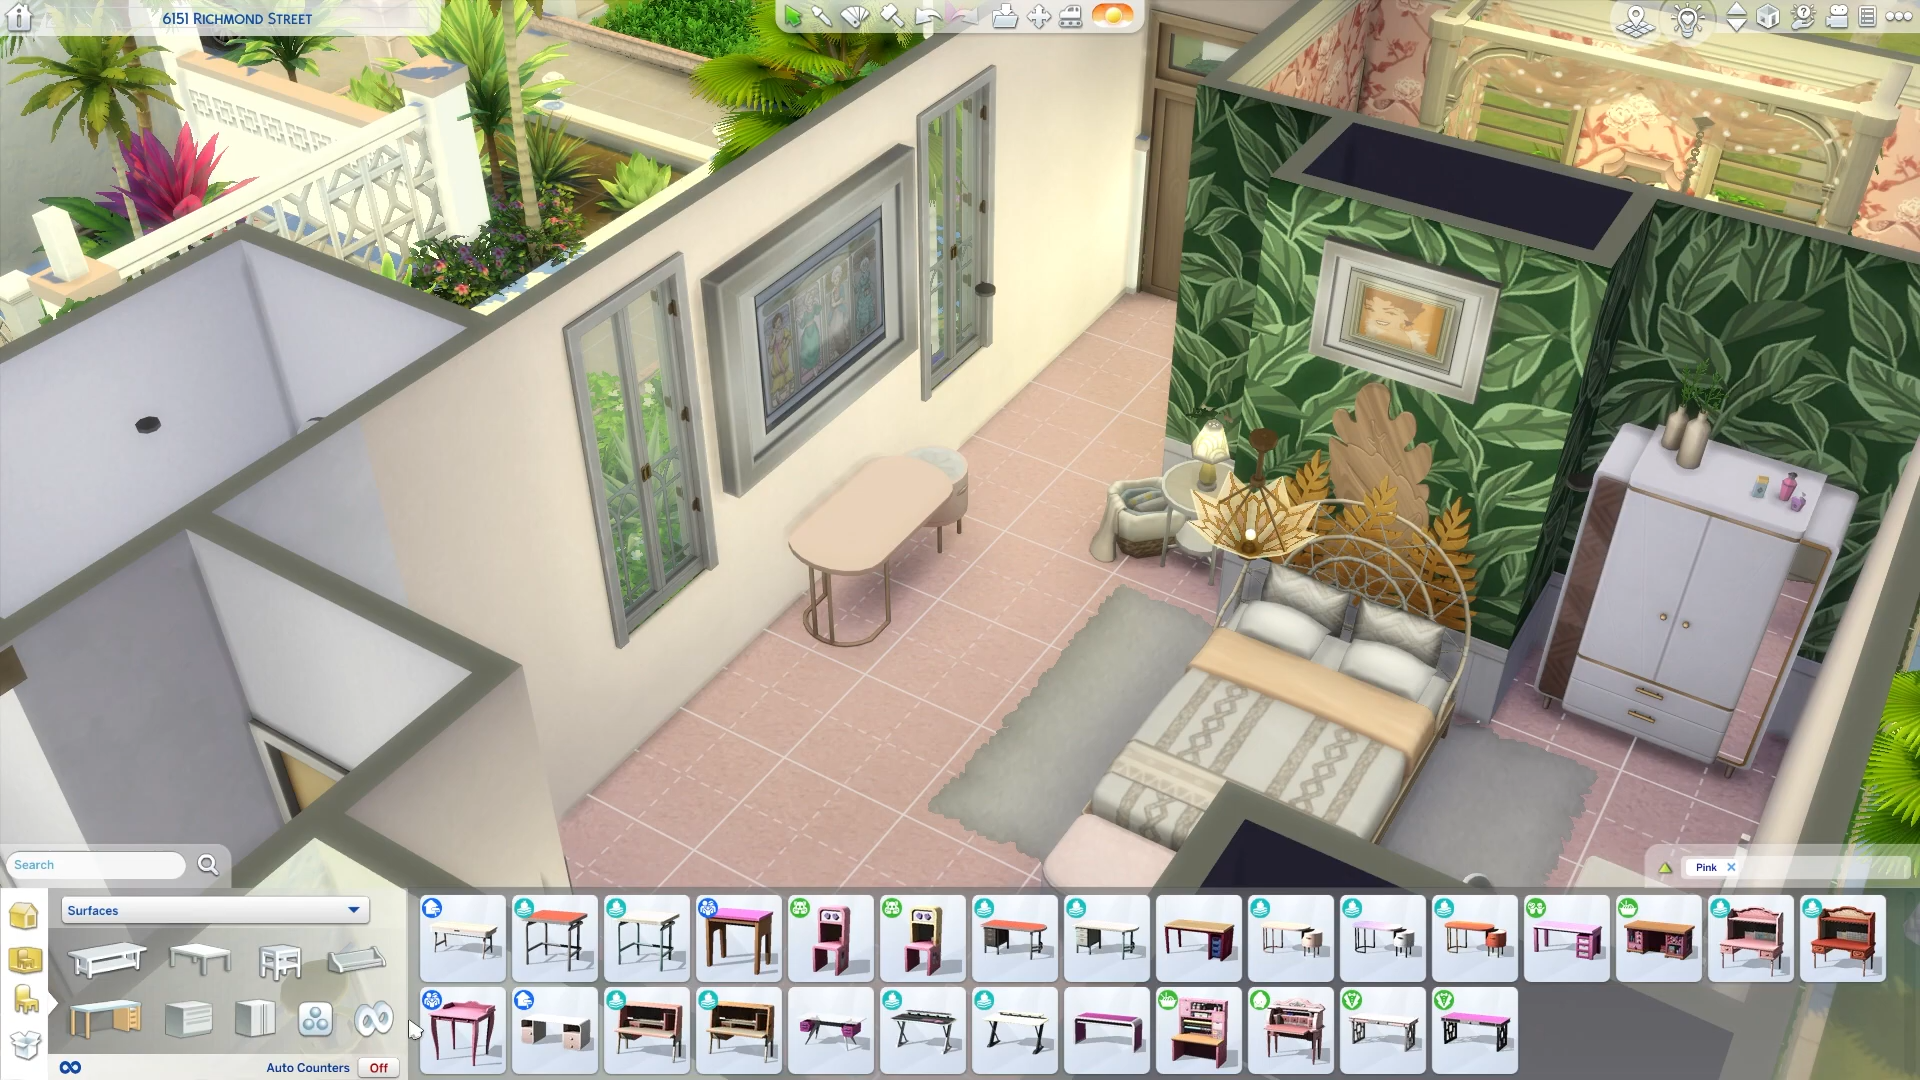 6151 Richmond Street
Search
Pink
Surfaces
Auto Counters
Off